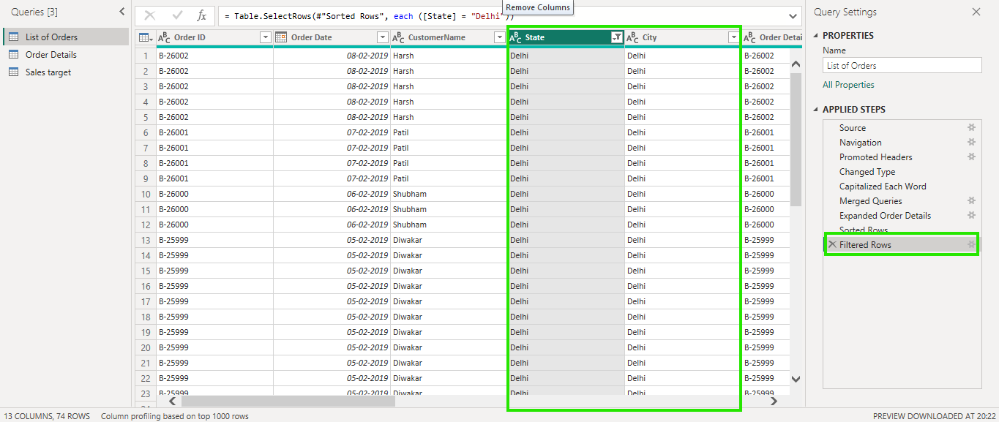 Queries [3]
List of Orders
Order Details
Sales target
fx
= Table.SelectRows(#"Sorted Rows", each ([State] = "Delhi"))
Remove Columns
ABC Order ID Order Date ABC CustomerName ABC State ABC City ABC Order Detai
1 B-26002 08-02-2019 Harsh Delhi Delhi B-26002
2 B-26002 08-02-2019 Harsh Delhi Delhi B-26002
3 B-26002 08-02-2019 Harsh Delhi Delhi B-26002
4 B-26002 08-02-2019 Harsh Delhi Delhi B-26002
5 B-26002 08-02-2019 Harsh Delhi Delhi B-26002
6 B-26001 07-02-2019 Patil Delhi Delhi B-26001
7 B-26001 07-02-2019 Patil Delhi Delhi B-26001
8 B-26001 07-02-2019 Patil Delhi Delhi B-26001
9 B-26001 07-02-2019 Patil Delhi Delhi B-26001
10 B-26000 06-02-2019 Shubham Delhi Delhi B-26000
11 B-26000 06-02-2019 Shubham Delhi Delhi B-26000
12 B-26000 06-02-2019 Shubham Delhi Delhi B-26000
13 B-25999 05-02-2019 Diwakar Delhi Delhi B-25999
14 B-25999 05-02-2019 Diwakar Delhi Delhi B-25999
15 B-25999 05-02-2019 Diwakar Delhi Delhi B-25999
16 B-25999 05-02-2019 Diwakar Delhi Delhi B-25999
17 B-25999 05-02-2019 Diwakar Delhi Delhi B-25999
18 B-25999 05-02-2019 Diwakar Delhi Delhi B-25999
19 B-25999 05-02-2019 Diwakar Delhi Delhi B-25999
20 B-25999 05-02-2019 Diwakar Delhi Delhi B-25999
21 B-25999 05-02-2019 Diwakar Delhi Delhi B-25999
22 B-25999 05-02-2019 Diwakar Delhi Delhi B-25999
23 B-25999 05-02-2019 Diwakar Delhi Delhi B-25999
Query Settings
PROPERTIES
Name
List of Orders
All Properties
APPLIED STEPS
Source
Navigation
Promoted Headers
Changed Type
Capitalized Each Word
Merged Queries
Expanded Order Details
Sorted Rows
Filtered Rows
13 COLUMNS, 74 ROWS Column profiling based on top 1000 rows
PREVIEW DOWNLOADED AT 20:22